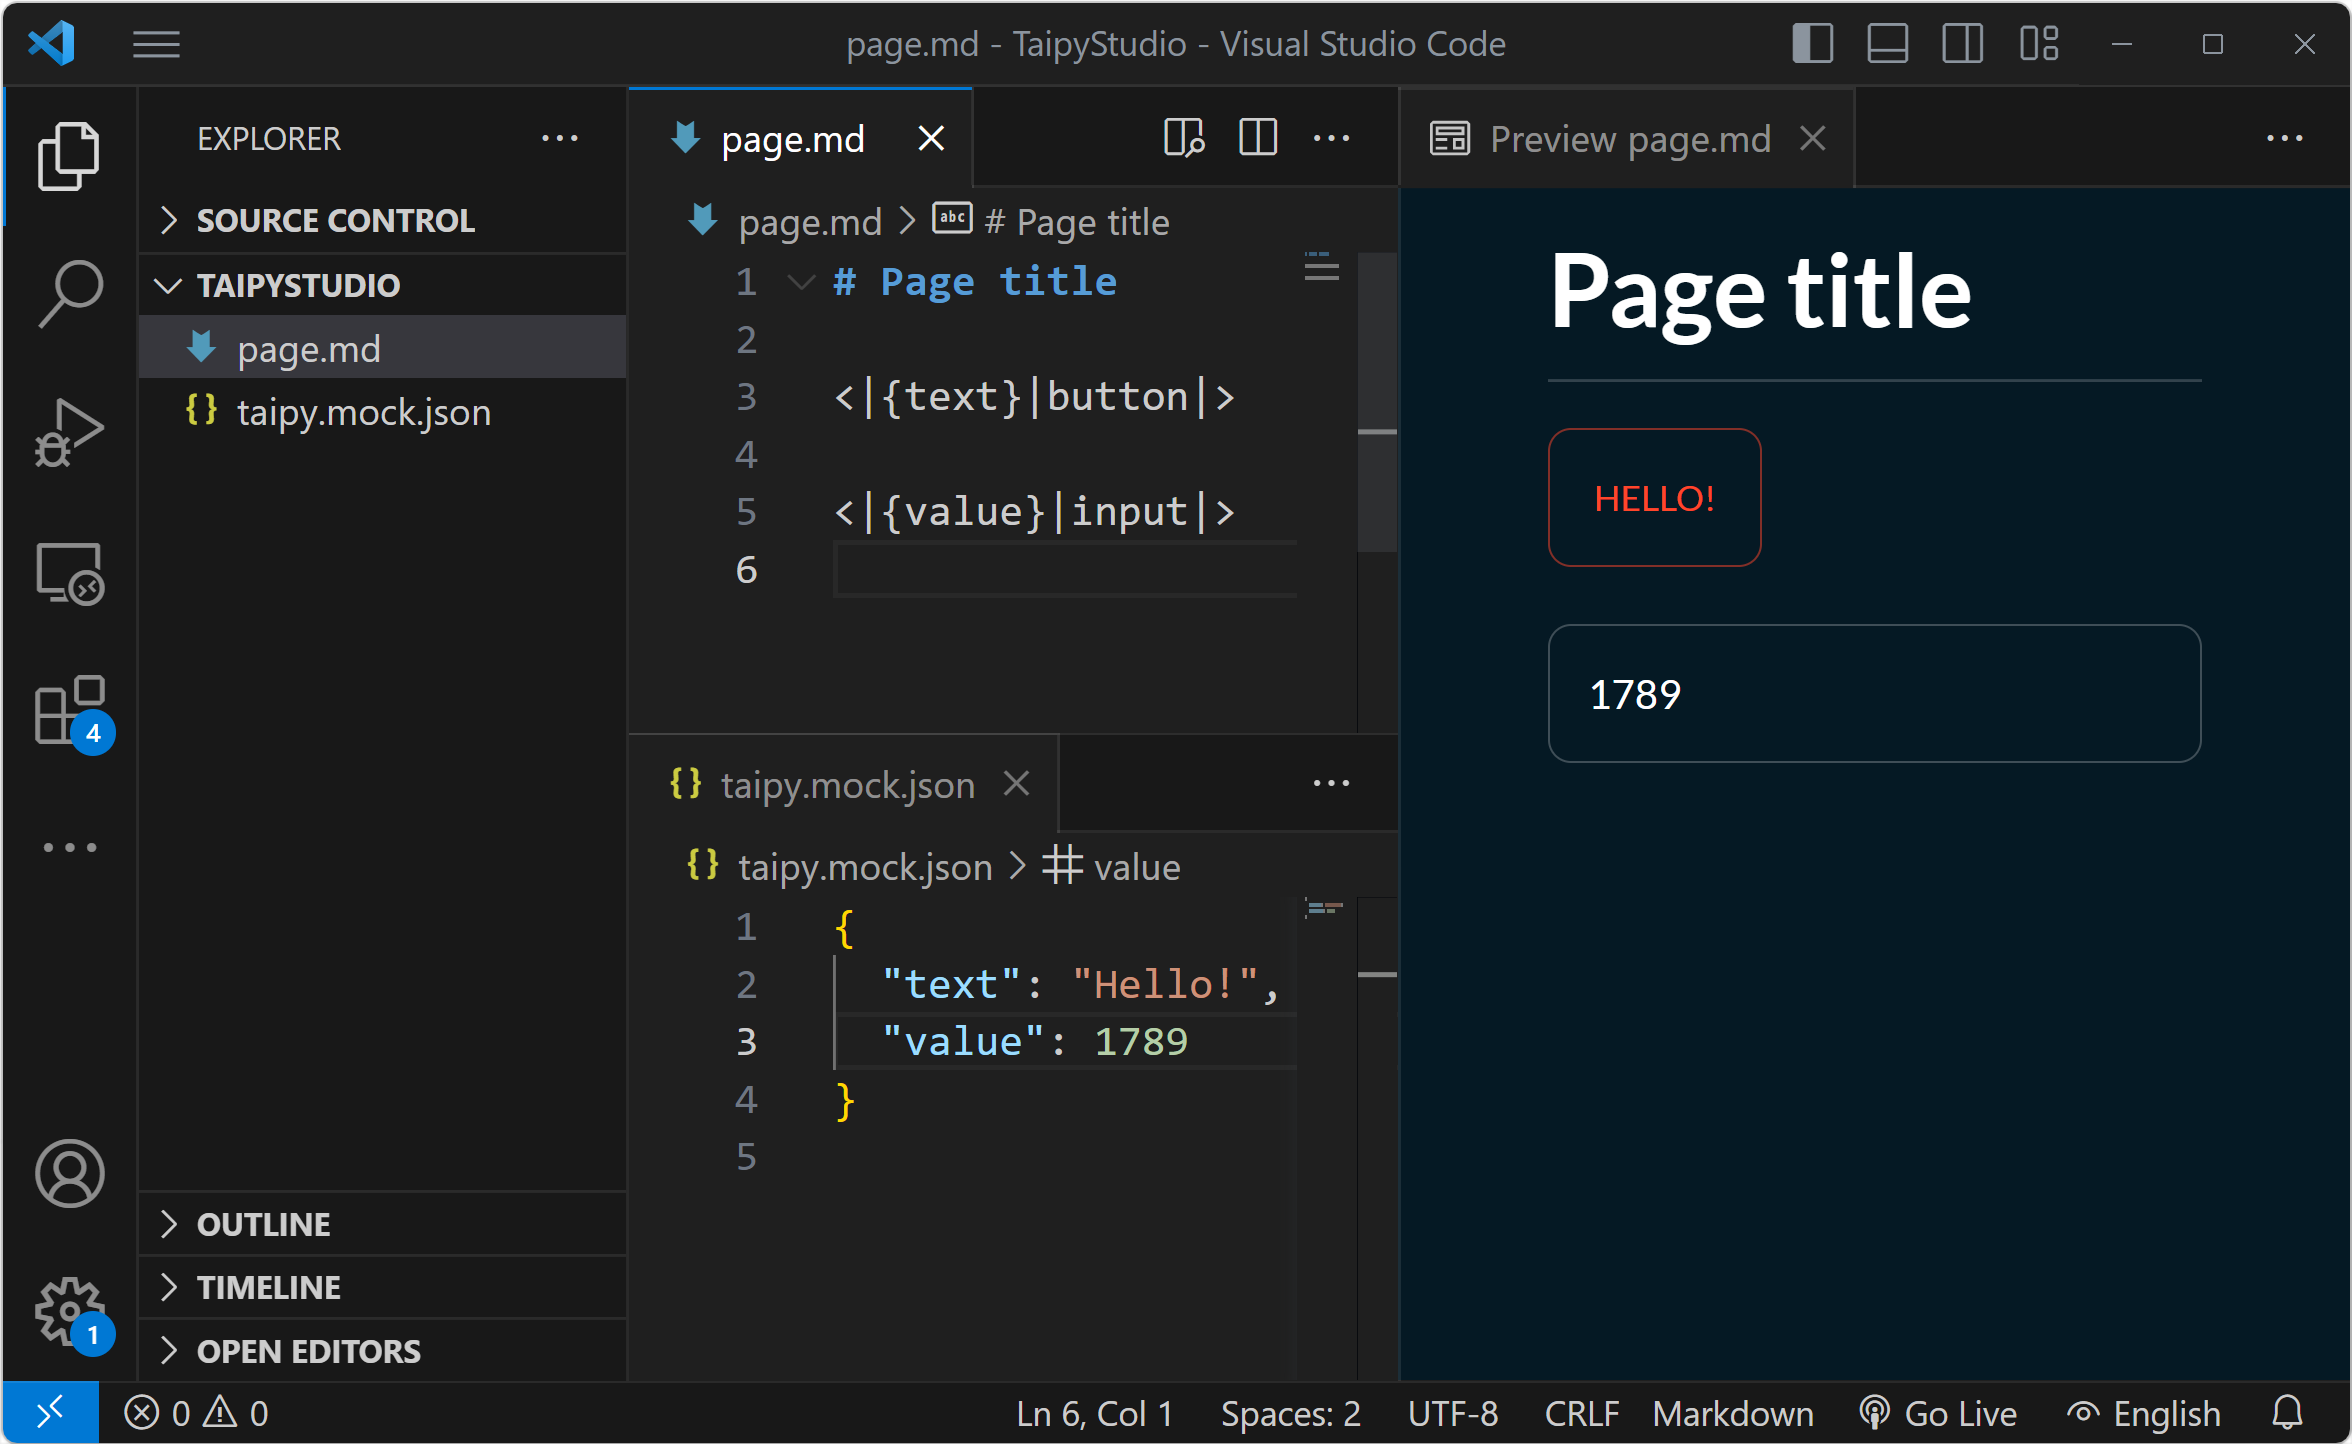 page.md - TaipyStudio - Visual Studio Code
EXPLORER
SOURCE CONTROL
TAIPYSTUDIO
page.md
{} taipy.mock.json
OUTLINE
TIMELINE
OPEN EDITORS
4
1
page.md
page.md > abc # Page title
1 # Page title
2
3 <|{text}|button|>
4
5 <|{value}|input|>
6
{} taipy.mock.json
{} taipy.mock.json > # value
1 {
2 "text": "Hello!",
3 "value": 1789
4 }
5
Preview page.md
Page title
HELLO!
1789
0 0
Ln 6, Col 1 Spaces: 2 UTF-8 CRLF Markdown Go Live English